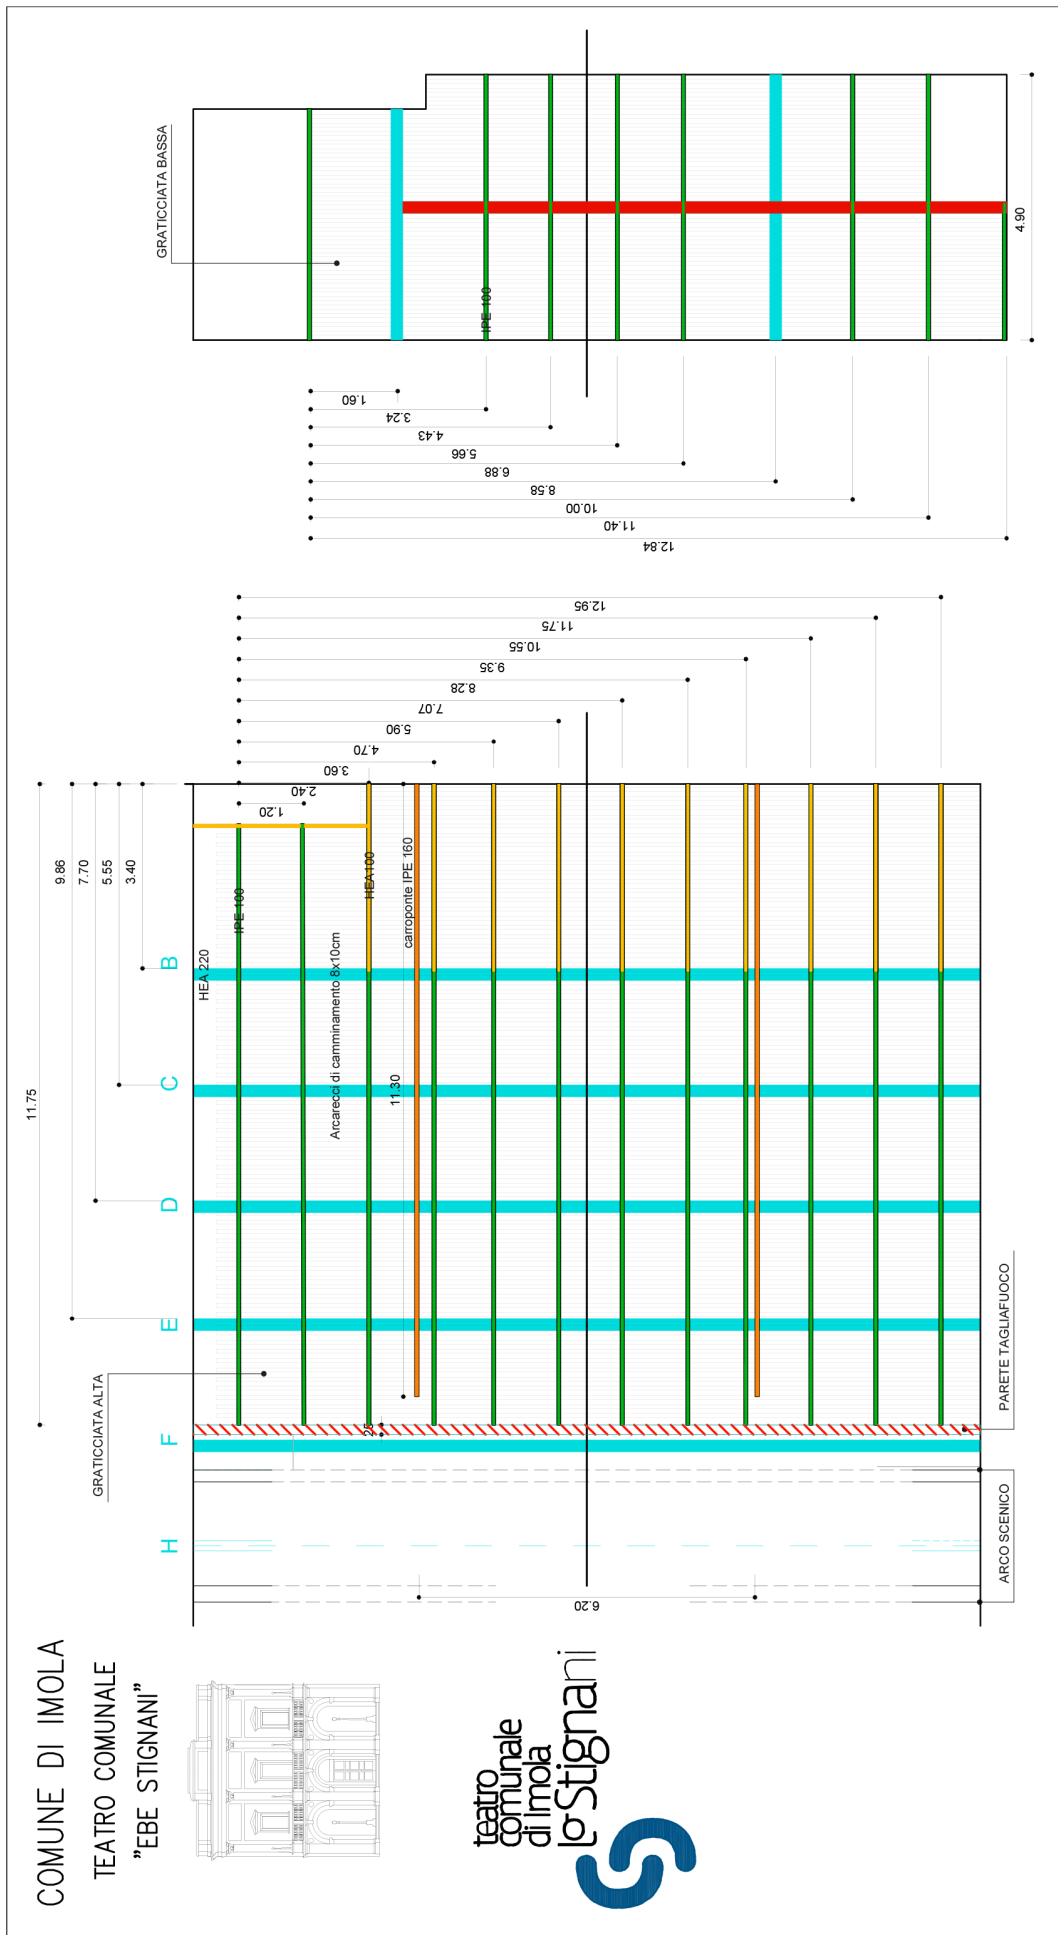 COMUNE DI IMOLA
TEATRO COMUNALE
"EBE STIGNANI"
teatro
comunale
di Imola
lo Stignani
GRATICCIATA BASSA
IPE 100
4.90
1.60
3.24
4.43
5.66
6.88
8.58
10.00
11.40
12.84
12.95
11.75
10.55
9.35
8.28
7.07
5.90
4.70
3.60
2.40
1.20
11.75
9.86
7.70
5.55
3.40
B
C
D
E
F
H
HEA 220
IPE 100
HEA100
Arcarecci di camminamento 8x10cm
carroponte IPE 160
11.30
25
GRATICCIATA ALTA
PARETE TAGLIAFUOCO
ARCO SCENICO
6.20